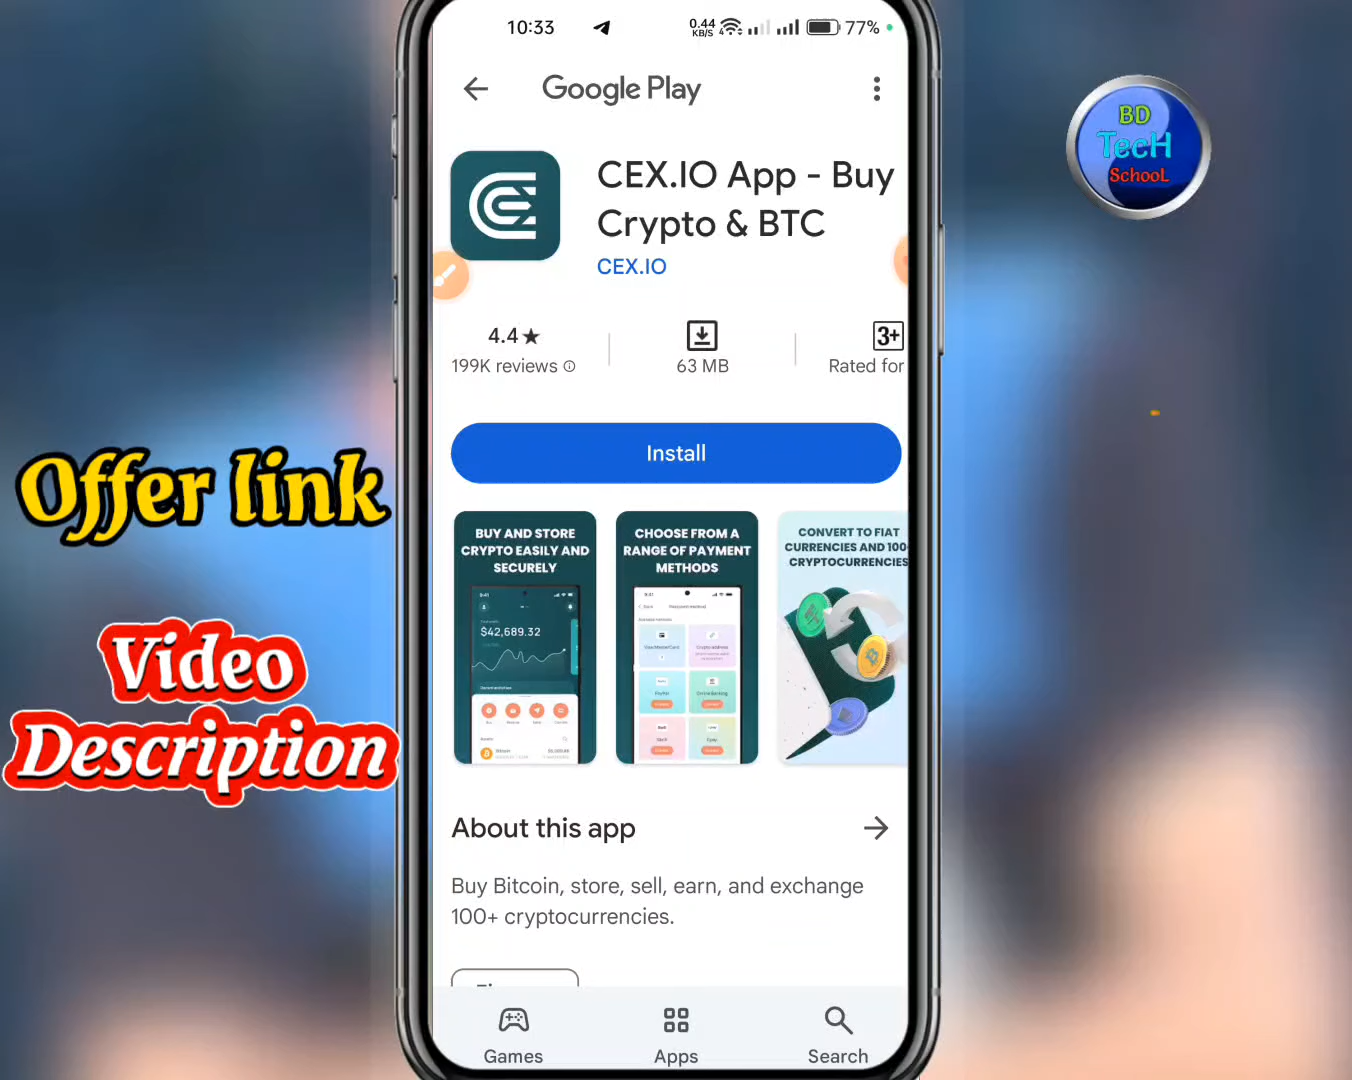 10:33
0.44
KB/S
77%
Google Play
BD
TecH
SchooL
CEX.IO App - Buy
Crypto & BTC
CEX.IO
4.4★
199K reviews
63 MB
3+
Rated for
Install
Offer link
Video
Description
BUY AND STORE
CRYPTO EASILY AND
SECURELY
$42,689.32
CHOOSE FROM A
RANGE OF PAYMENT
METHODS
CONVERT TO FIAT
CURRENCIES AND 100
CRYPTOCURRENCIES
About this app
Buy Bitcoin, store, sell, earn, and exchange
100+ cryptocurrencies.
Games
Apps
Search